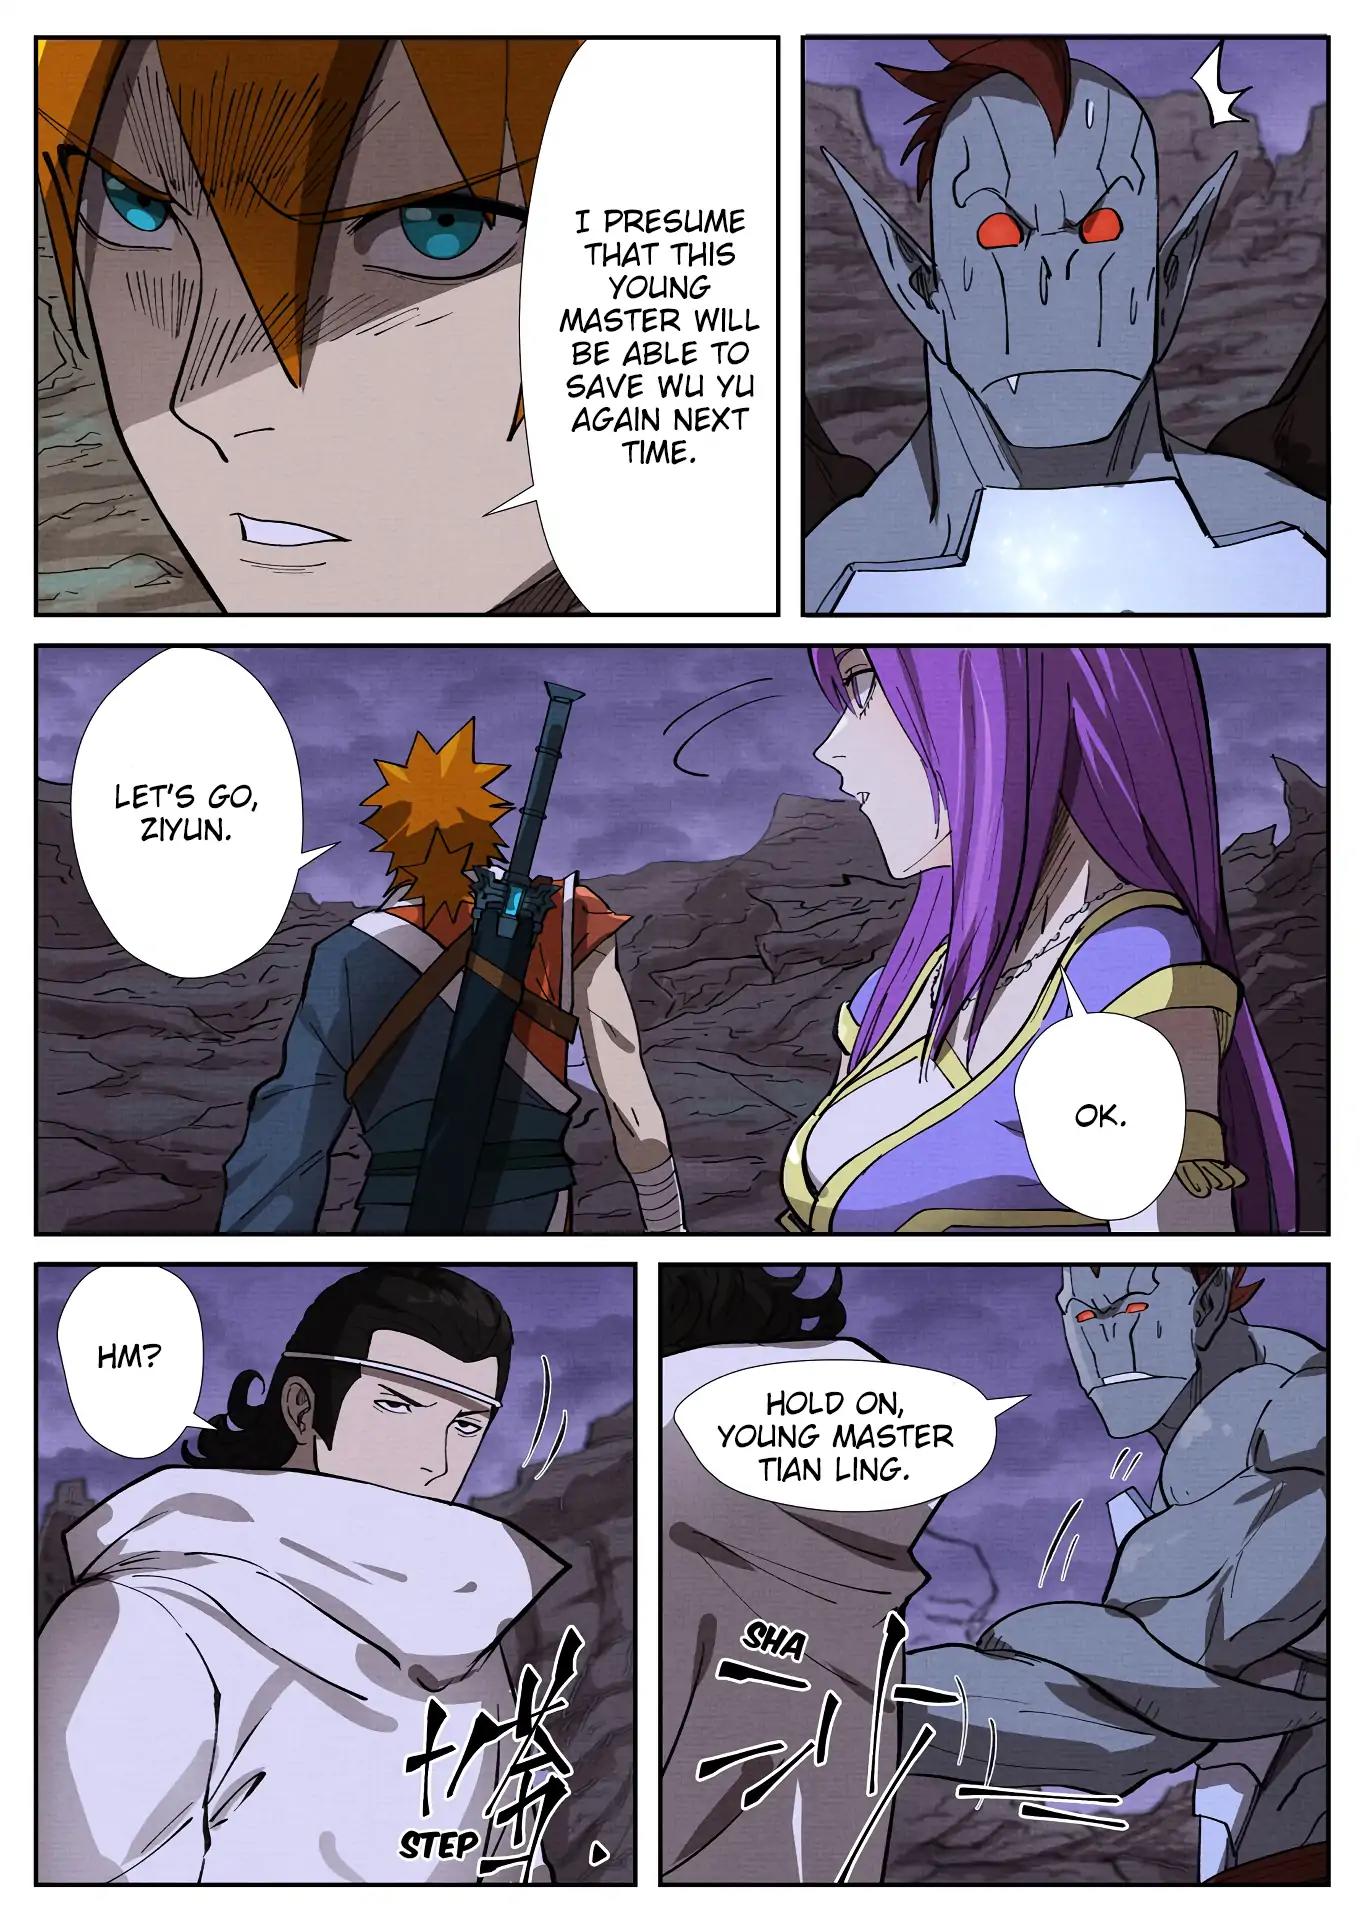 I PRESUME
THAT THIS
YOUNG
MASTER WILL
BE ABLE TO
SAVE WU YU
AGAIN NEXT
TIME.
LET'S GO,
ZIYUN.
OK.
HM?
STEP
HOLD ON,
YOUNG MASTER
TIAN LING.
SHA